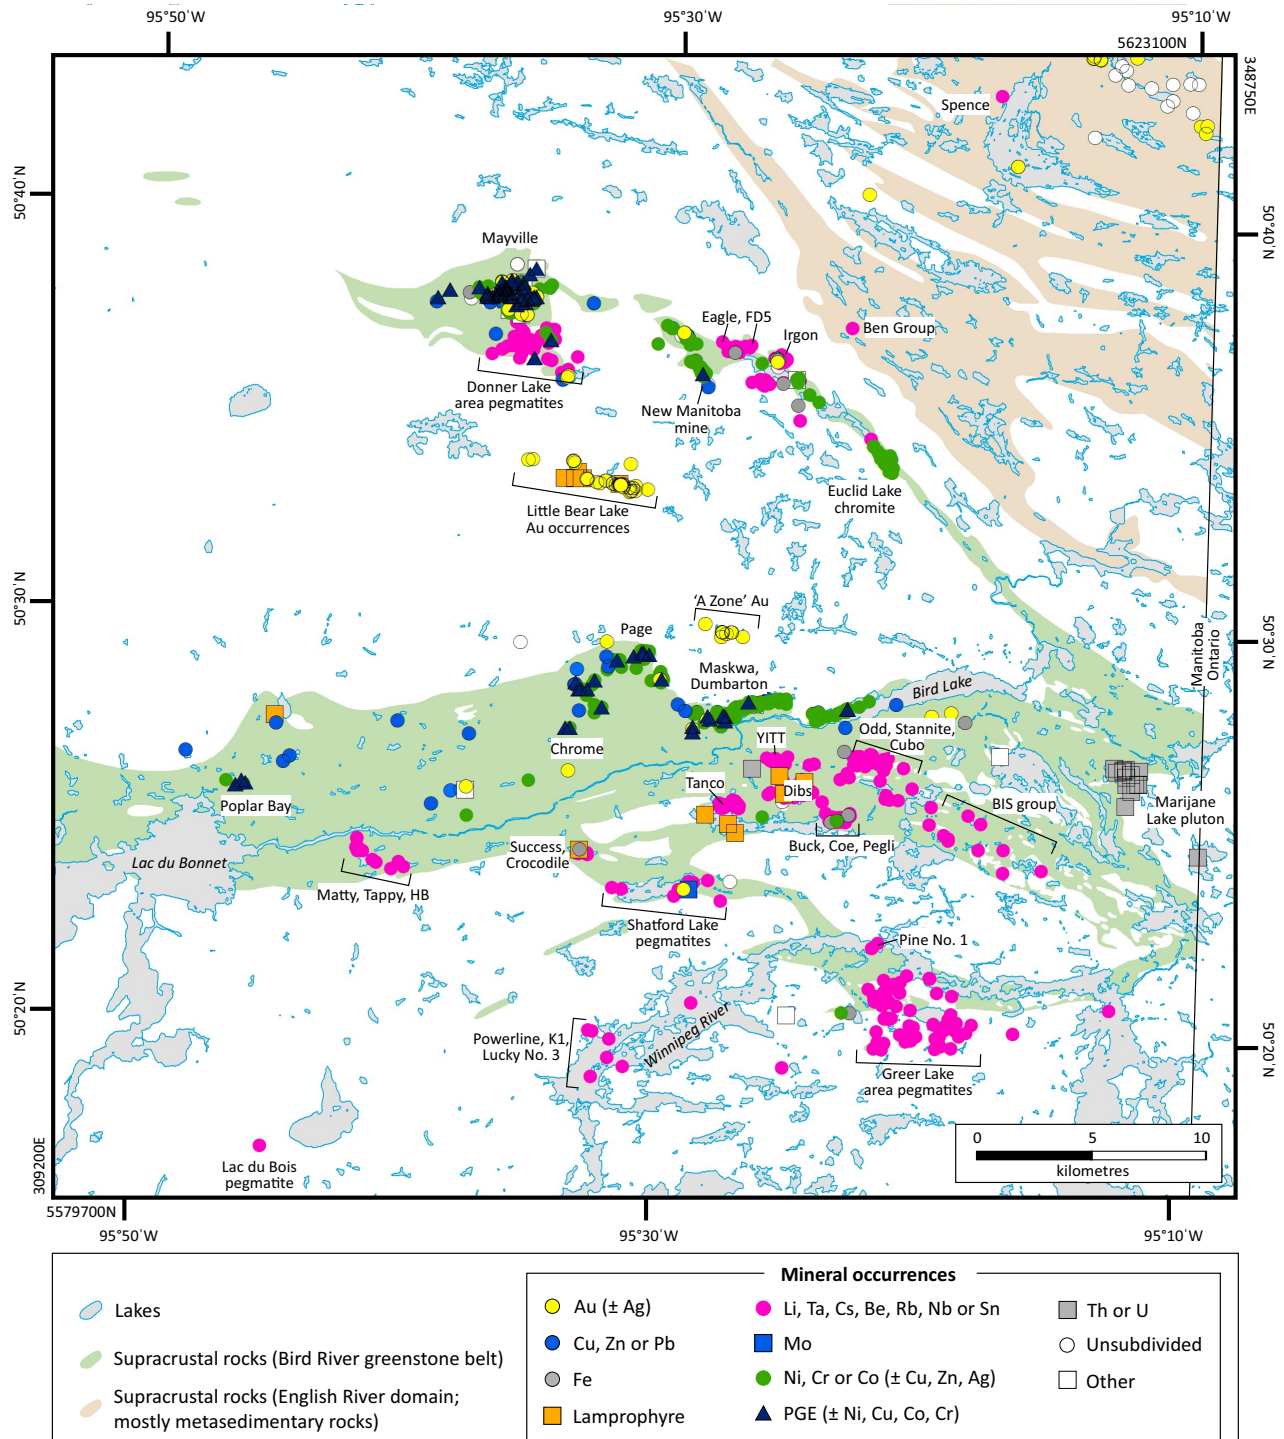 95°50'W
95°30'W
95°10'W
5623100N
348750E
Spence
50°40'N
50°40'N
Mayville
Eagle, FD5
Irgon
Ben Group
Donner Lake
area pegmatites
New Manitoba
mine
Euclid Lake
chromite
Little Bear Lake
Au occurrences
50°30'N
50°30'N
'A Zone' Au
Page
Manitoba
Ontario
Maskwa,
Dumbarton
Bird Lake
Chrome
YITT
Odd, Stannite,
Cubo
Tanco
Dibs
BIS group
Poplar Bay
Marijane
Lake pluton
Success,
Crocodile
Buck, Coe, Pegli
Lac du Bonnet
Matty, Tappy, HB
Shatford Lake
pegmatites
Pine No. 1
50°20'N
50°20'N
Powerline, K1,
Lucky No. 3
Winnipeg River
Greer Lake
area pegmatites
Lac du Bois
pegmatite
0
5
10
kilometres
309200E
5579700N
95°50'W
95°30'W
95°10'W
Lakes
Supracrustal rocks (Bird River greenstone belt)
Supracrustal rocks (English River domain;
mostly metasedimentary rocks)
Mineral occurrences
Au (± Ag)
Cu, Zn or Pb
Fe
Lamprophyre
Li, Ta, Cs, Be, Rb, Nb or Sn
Mo
Ni, Cr or Co (± Cu, Zn, Ag)
PGE (± Ni, Cu, Co, Cr)
Th or U
Unsubdivided
Other